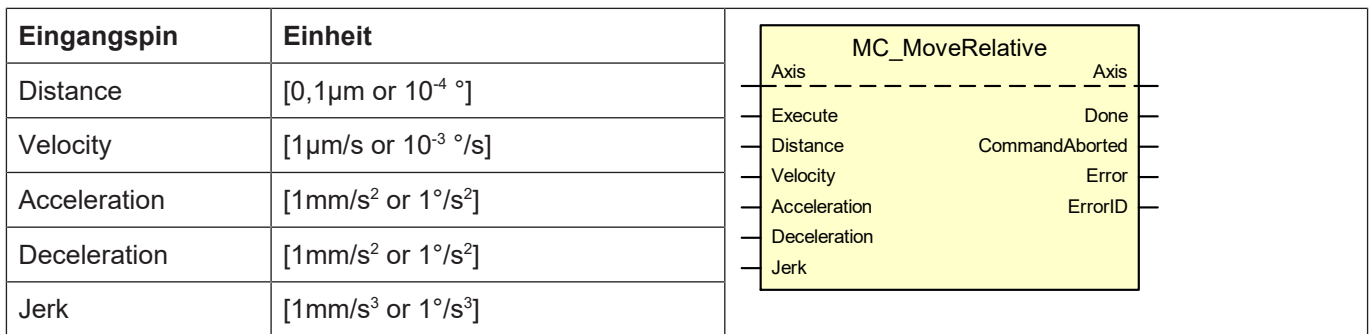 Eingangspin Einheit
Distance [0,1µm or 10⁻⁴ °]
Velocity [1µm/s or 10⁻³ °/s]
Acceleration [1mm/s² or 1°/s²]
Deceleration [1mm/s² or 1°/s²]
Jerk [1mm/s³ or 1°/s³]
MC_MoveRelative
Axis Axis
Execute Done
Distance CommandAborted
Velocity Error
Acceleration ErrorID
Deceleration
Jerk